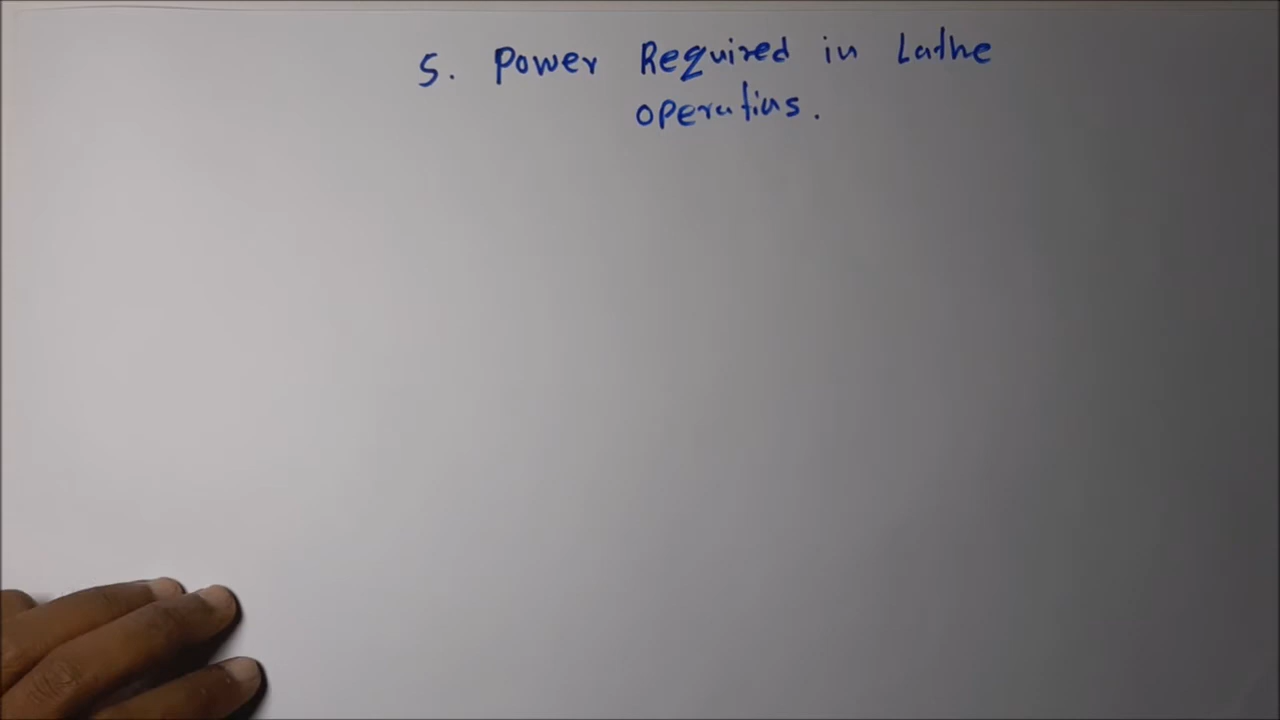 5. Power Required in Lathe
operations.